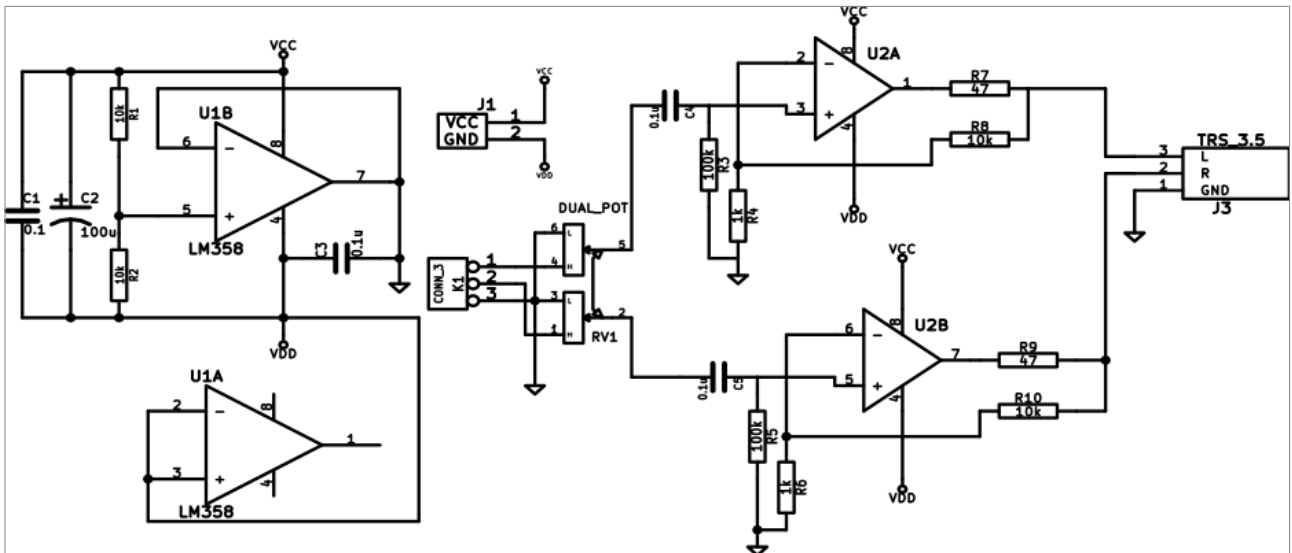 VCC
10k
R1
U1B
6
-
8
7
5
+
4
LM358
C1
0.1
C2
+
100u
10k
R2
C3
0.1u
VDD
U1A
2
-
8
1
3
+
4
LM358
VCC
J1
VCC 1
GND 2
VDD
DUAL_POT
6 L
5
4 H
CONN_3
K1
1
2
3
3 L
2
1 H
RV1
0.1u
C4
100k
R3
1k
R4
VCC
U2A
8
2
-
1
3
+
4
VDD
R7
47
R8
10k
TRS_3.5
3 L
2 R
1 GND
J3
0.1u
C5
100k
R5
1k
R6
VCC
U2B
8
6
-
7
5
+
4
VDD
R9
47
R10
10k